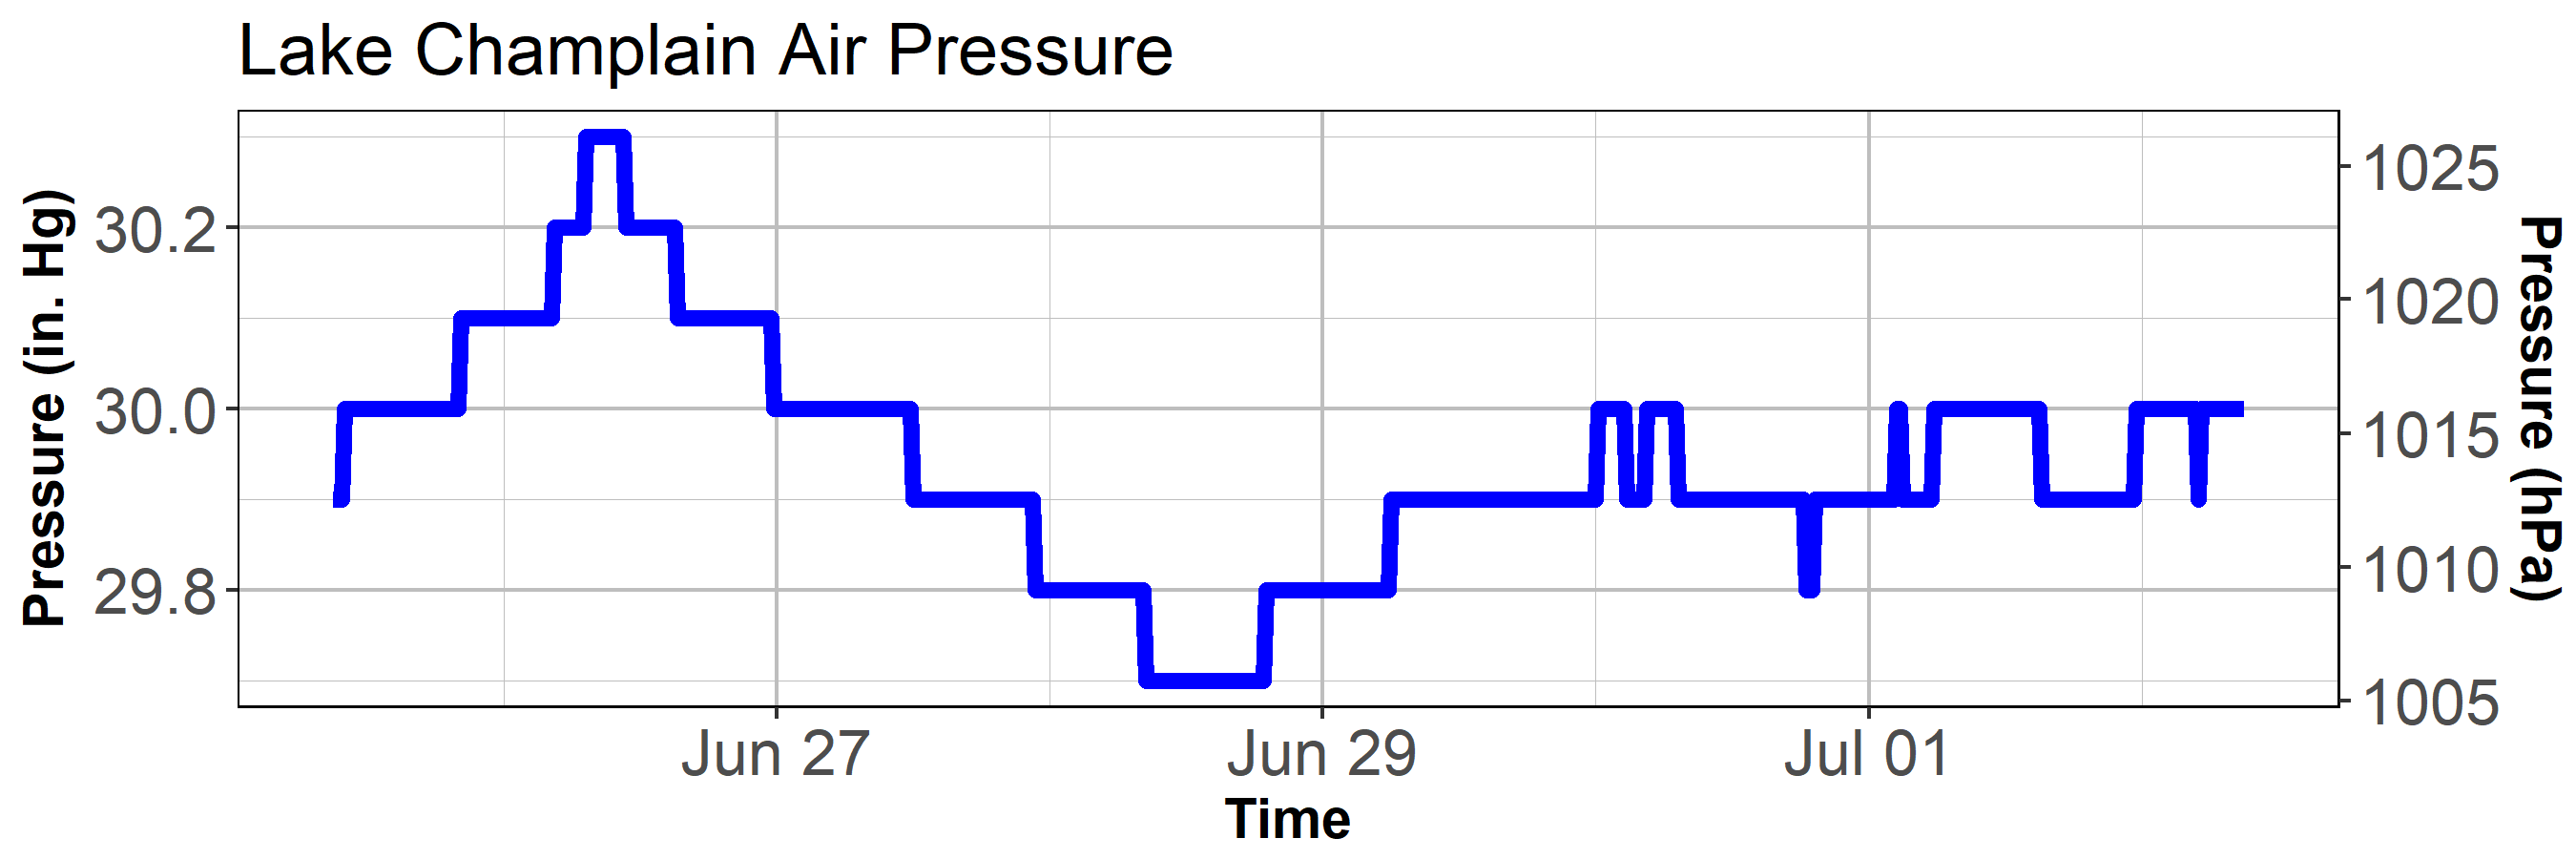 Lake Champlain Air Pressure
Pressure (in. Hg)
30.2
30.0
29.8
1025
1020
1015
1010
1005
Pressure (hPa)
Jun 27
Jun 29
Jul 01
Time